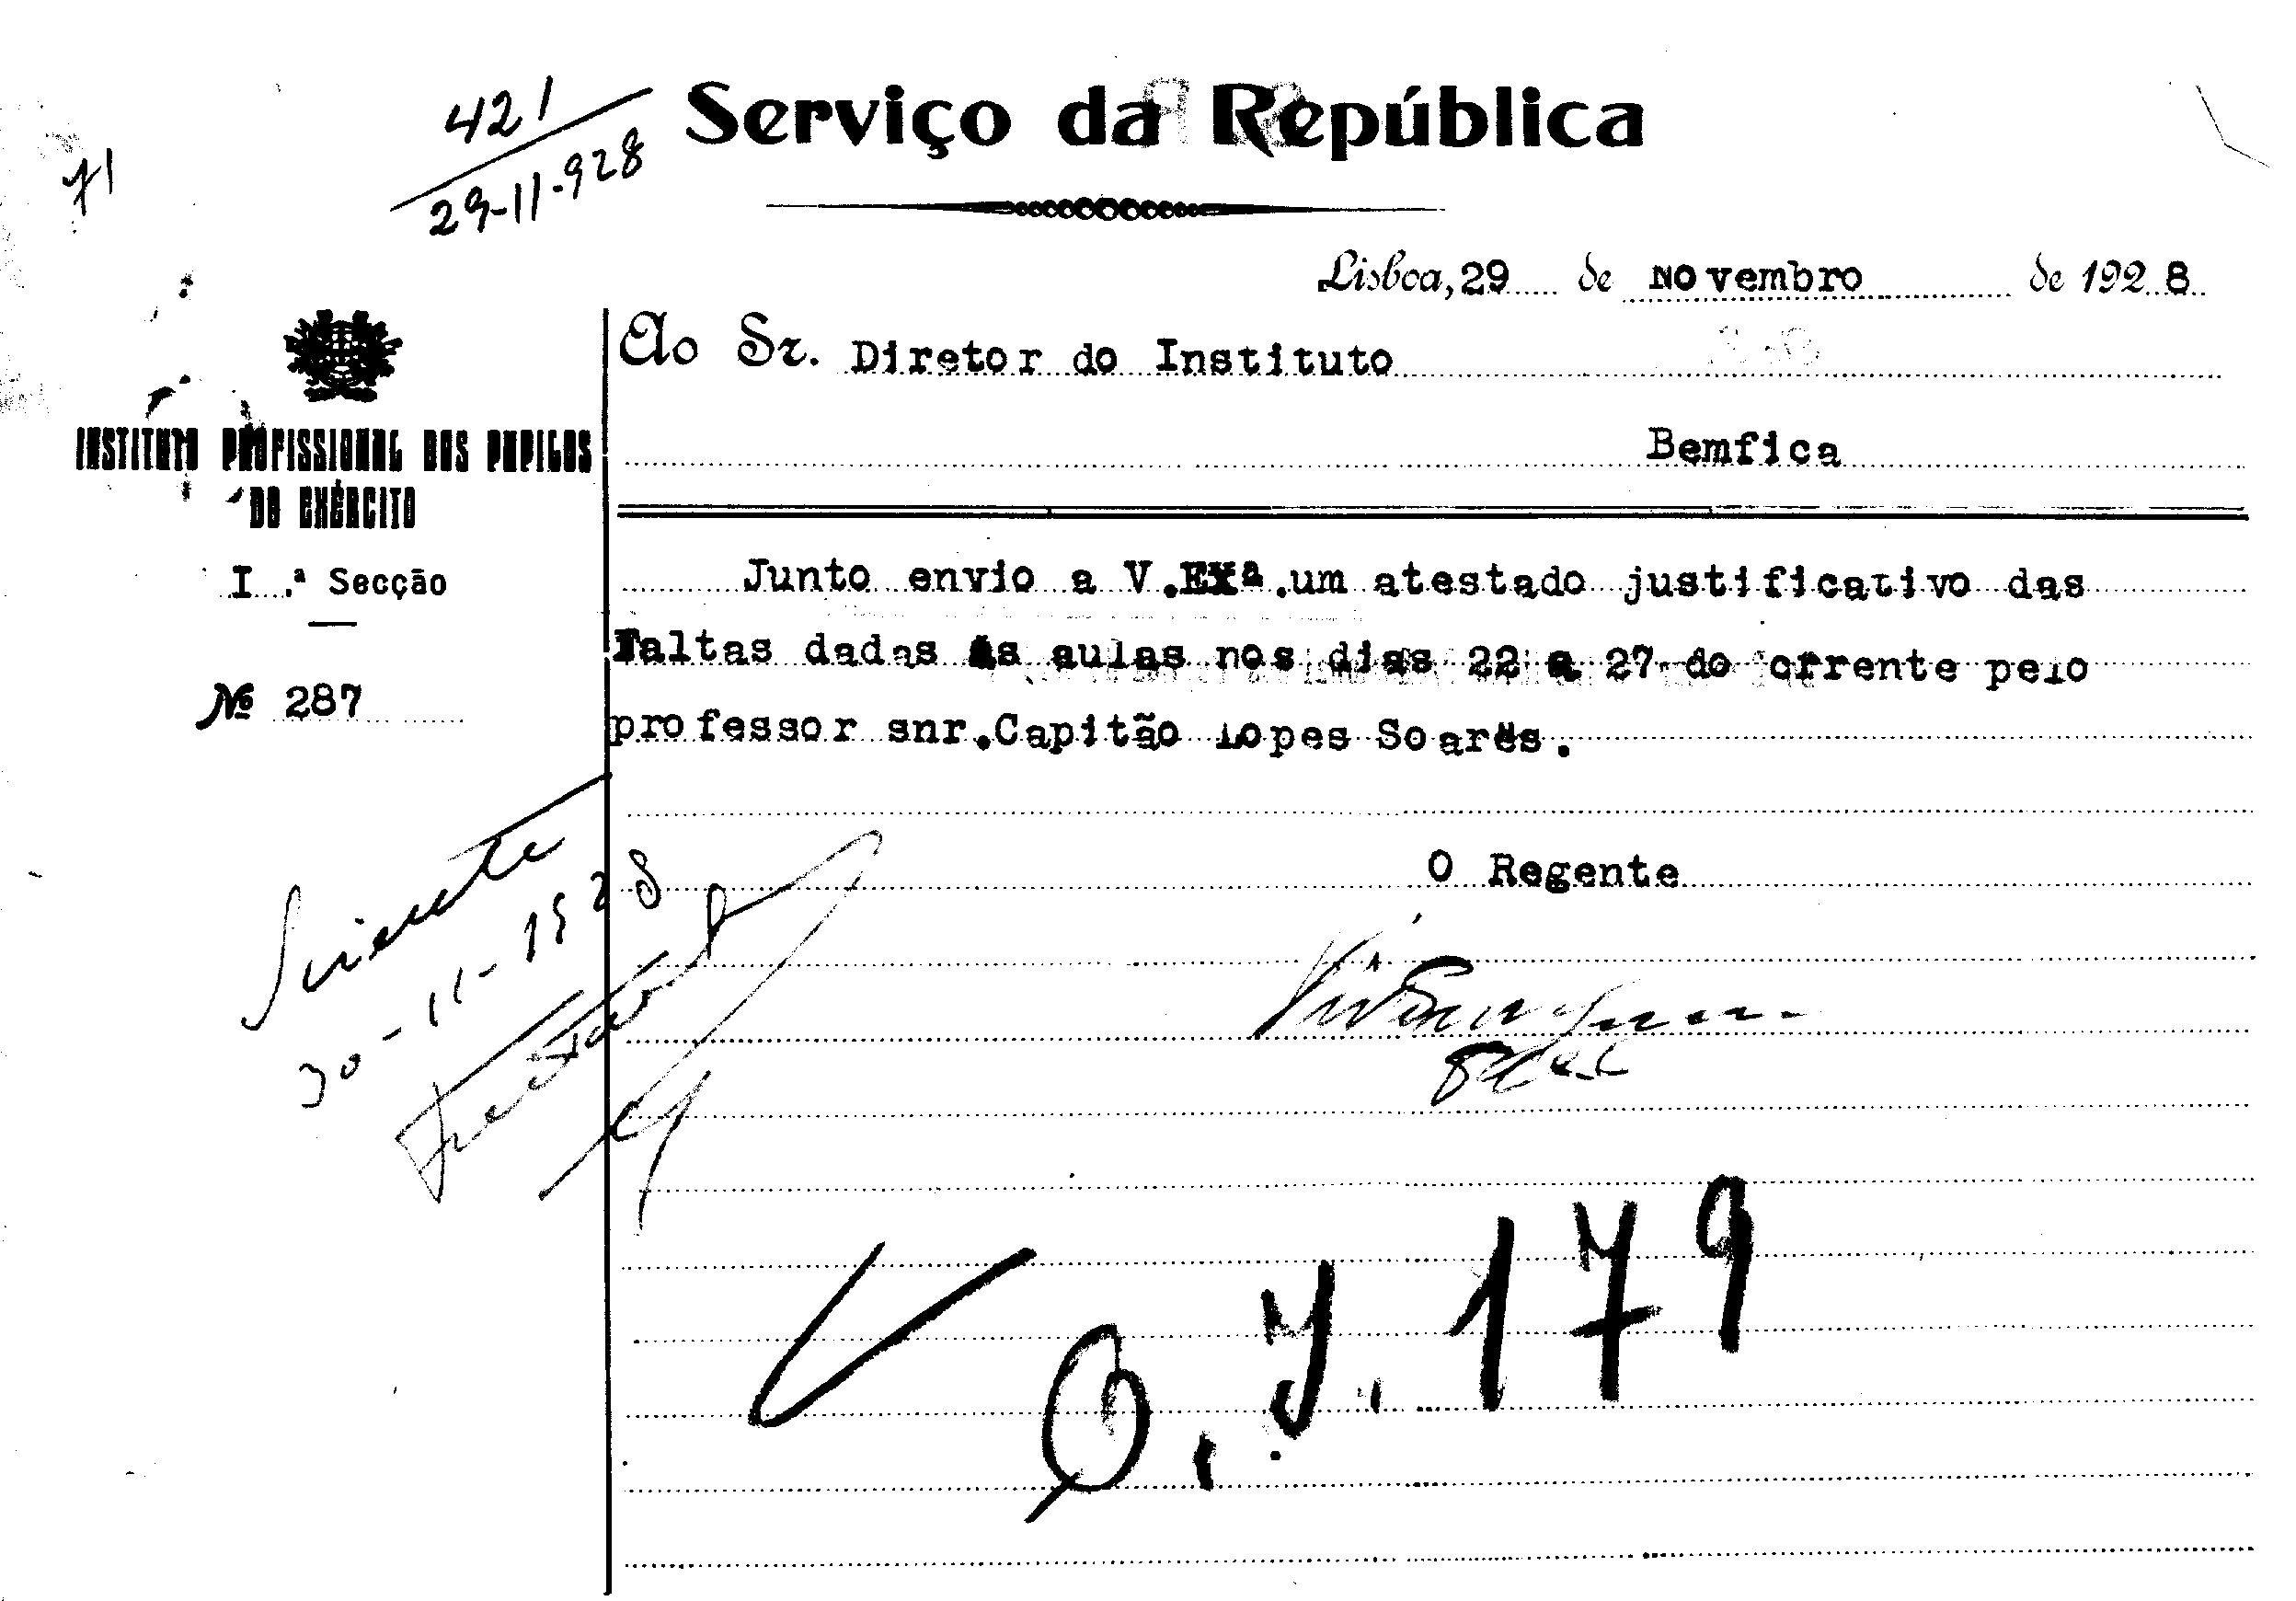 71
421
29-11-928
Serviço da República
Lisboa, 29 de Novembro de 1928
Ao Sr. Diretor do Instituto
Bemfica
INSTITUTO PROFISSIONAL DOS PUPILOS
DO EXÉRCITO
I.ª Secção
Nº 287
Junto envio a V.EXª.um atestado justificativo das
Faltas dadas ás aulas nos dias 22 a 27 do orrente pelo
professor snr.Capitão Lopes Soares.
O Regente
30-11-1928
179